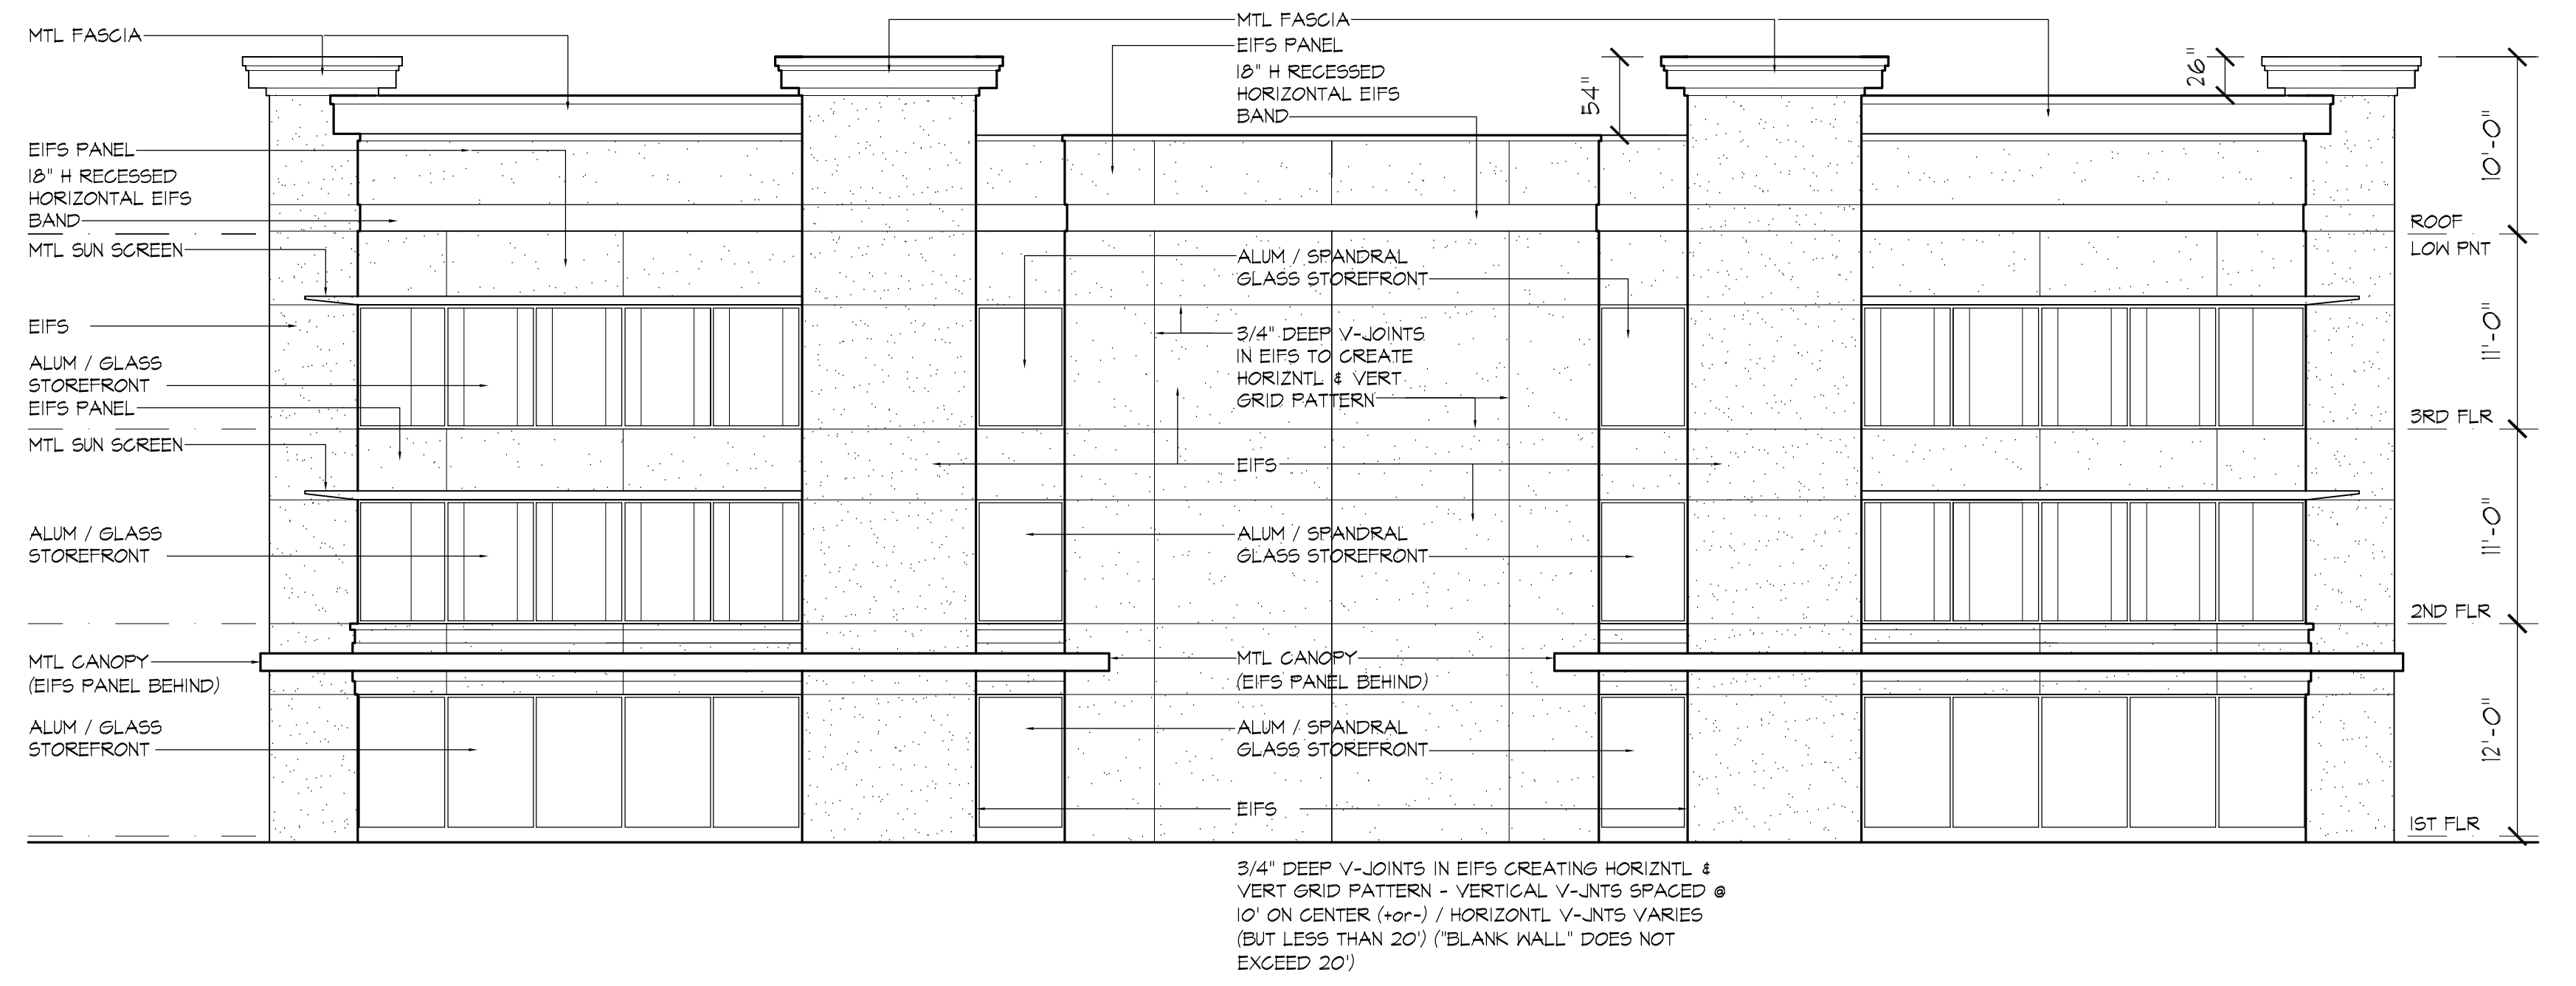 MTL FASCIA
EIFS PANEL
18" H RECESSED
HORIZONTAL EIFS
BAND
MTL SUN SCREEN
EIFS
ALUM / GLASS
STOREFRONT
EIFS PANEL
MTL SUN SCREEN
ALUM / GLASS
STOREFRONT
MTL CANOPY
(EIFS PANEL BEHIND)
ALUM / GLASS
STOREFRONT
MTL FASCIA
EIFS PANEL
18" H RECESSED
HORIZONTAL EIFS
BAND
ALUM / SPANDRAL
GLASS STOREFRONT
3/4" DEEP V-JOINTS
IN EIFS TO CREATE
HORIZNTL & VERT
GRID PATTERN
EIFS
ALUM / SPANDRAL
GLASS STOREFRONT
MTL CANOPY
(EIFS PANEL BEHIND)
ALUM / SPANDRAL
GLASS STOREFRONT
EIFS
3/4" DEEP V-JOINTS IN EIFS CREATING HORIZNTL &
VERT GRID PATTERN - VERTICAL V-JNTS SPACED @
10' ON CENTER (+or-) / HORIZONTL V-JNTS VARIES
(BUT LESS THAN 20') ("BLANK WALL" DOES NOT
EXCEED 20')
54"
26"
10'-0"
ROOF
LOW PNT
11'-0"
3RD FLR
11'-0"
2ND FLR
12'-0"
1ST FLR